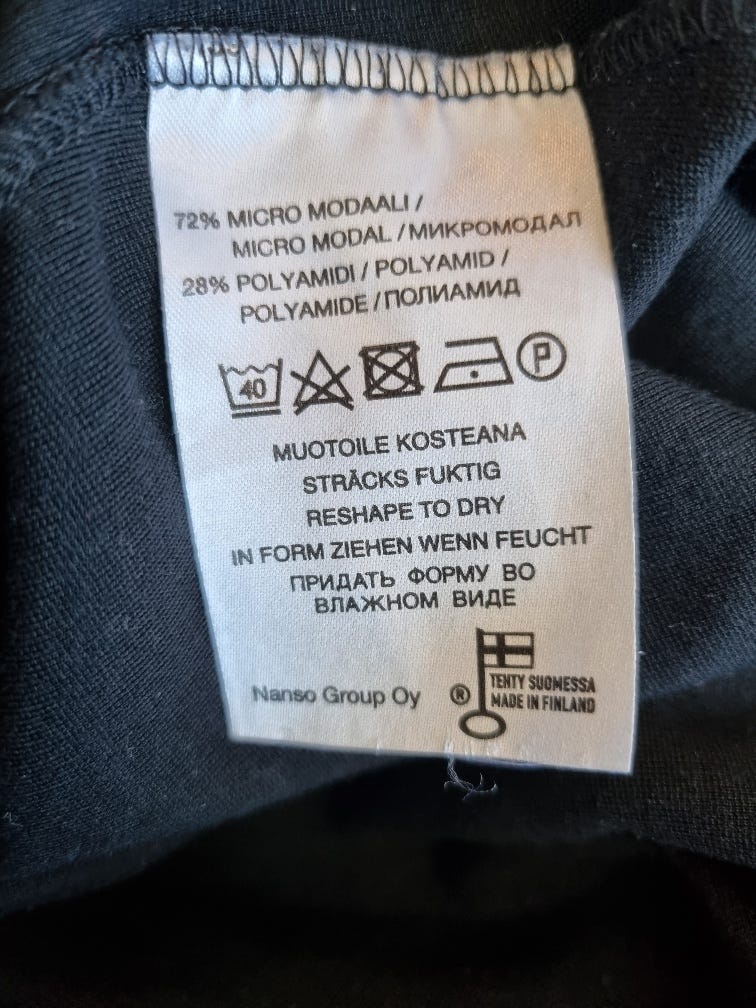 72% MICRO MODAALI /
MICRO MODAL / МИКРОМОДАЛ
28% POLYAMIDI / POLYAMID /
POLYAMIDE / ПОЛИАМИД
40 P
MUOTOILE KOSTEANA
STRÄCKS FUKTIG
RESHAPE TO DRY
IN FORM ZIEHEN WENN FEUCHT
ПРИДАТЬ ФОРМУ ВО
ВЛАЖНОМ ВИДЕ
Nanso Group Oy ®
TEHTY SUOMESSA
MADE IN FINLAND